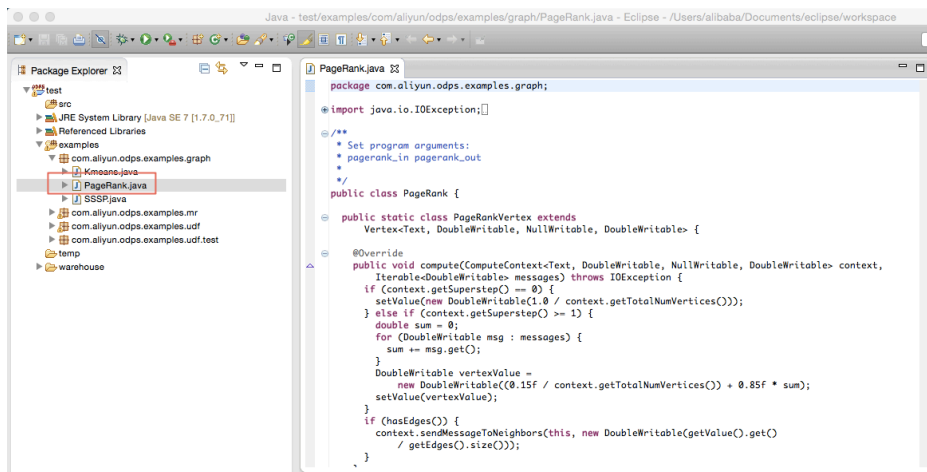 Java - test/examples/com/aliyun/odps/examples/graph/PageRank.java - Eclipse - /Users/alibaba/Documents/eclipse/workspace
Package Explorer
test
src
JRE System Library [Java SE 7 [1.7.0_71]]
Referenced Libraries
examples
com.aliyun.odps.examples.graph
Kmeans.java
PageRank.java
SSSP.java
com.aliyun.odps.examples.mr
com.aliyun.odps.examples.udf
com.aliyun.odps.examples.udf.test
temp
warehouse
PageRank.java
package com.aliyun.odps.examples.graph;
import java.io.IOException;
/**
* Set program arguments:
* pagerank_in pagerank_out
*
*/
public class PageRank {
public static class PageRankVertex extends
Vertex<Text, DoubleWritable, NullWritable, DoubleWritable> {
@Override
public void compute(ComputeContext<Text, DoubleWritable, NullWritable, DoubleWritable> context,
Iterable<DoubleWritable> messages) throws IOException {
if (context.getSuperstep() == 0) {
setValue(new DoubleWritable(1.0 / context.getTotalNumVertices()));
} else if (context.getSuperstep() >= 1) {
double sum = 0;
for (DoubleWritable msg : messages) {
sum += msg.get();
}
DoubleWritable vertexValue =
new DoubleWritable((0.15f / context.getTotalNumVertices()) + 0.85f * sum);
setValue(vertexValue);
}
if (hasEdges()) {
context.sendMessageToNeighbors(this, new DoubleWritable(getValue().get()
/ getEdges().size()));
}